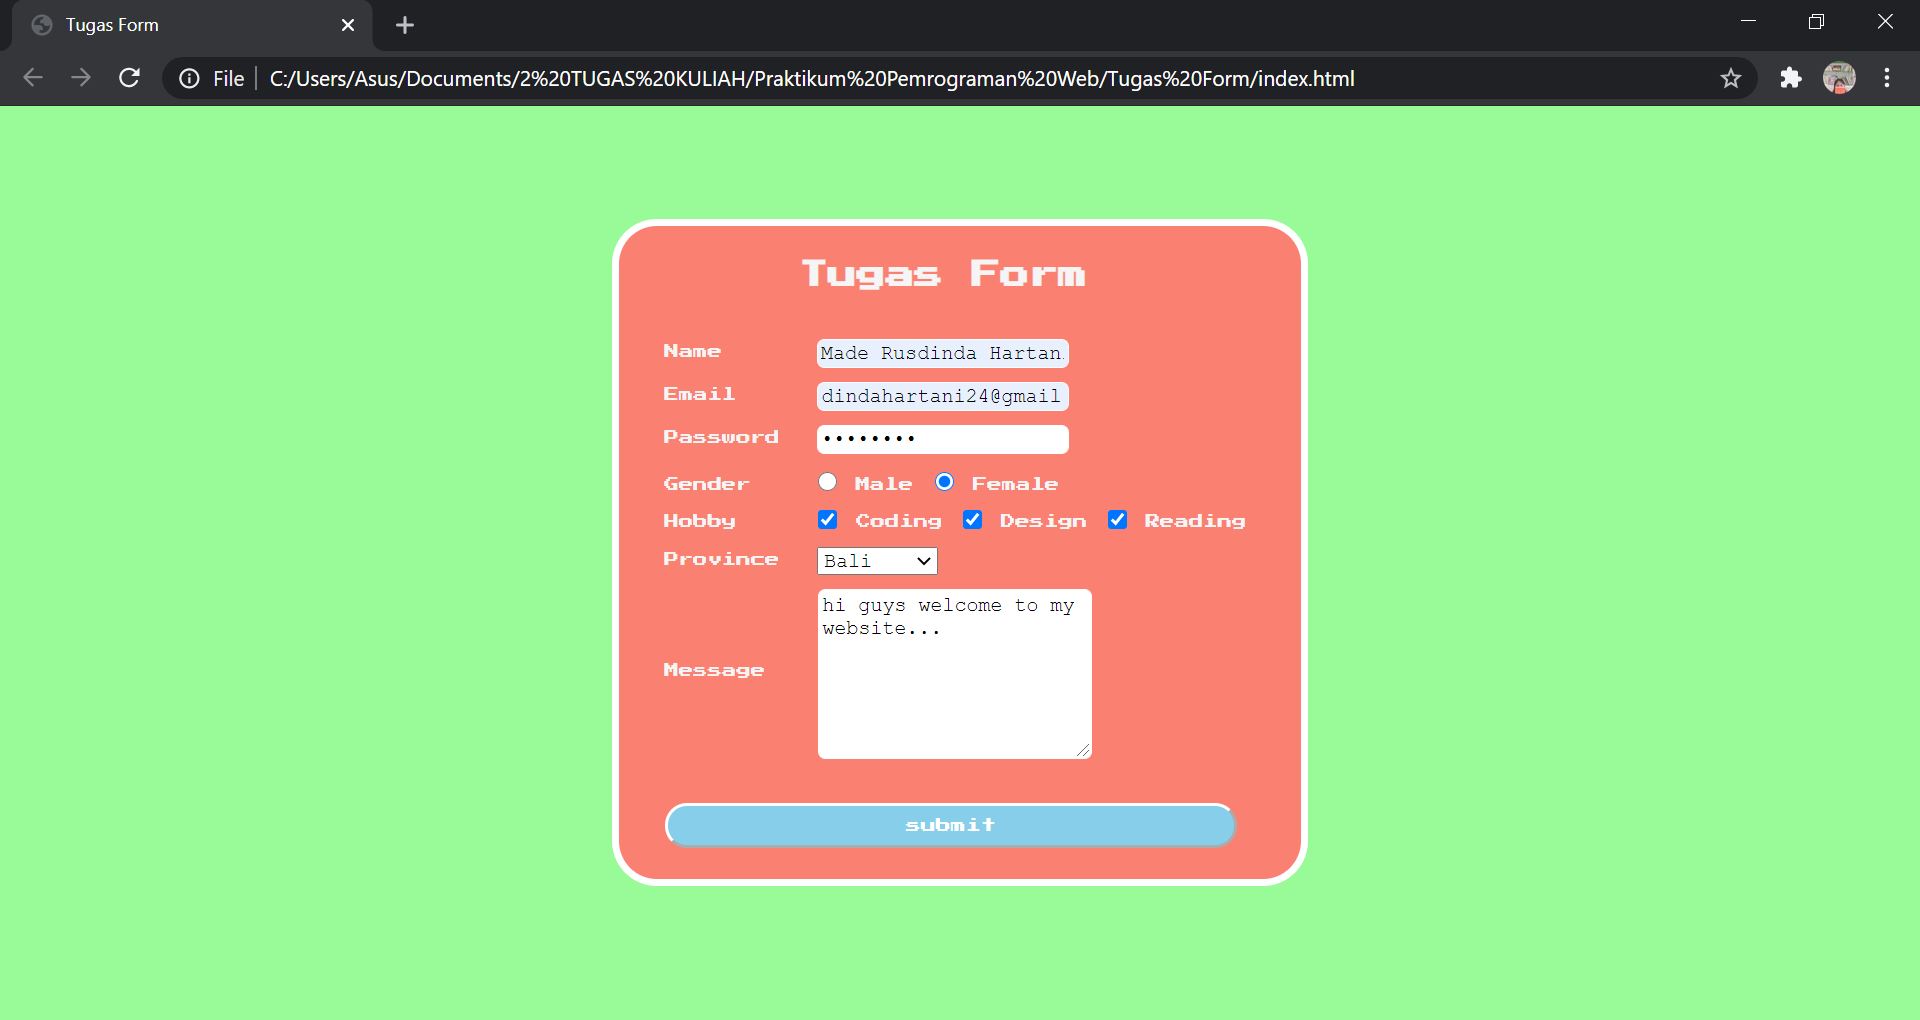 Tugas Form
File C:/Users/Asus/Documents/2%20TUGAS%20KULIAH/Praktikum%20Pemrograman%20Web/Tugas%20Form/index.html
Tugas Form
Name Made Rusdinda Hartan
Email dindahartani24@gmail
Password ••••••••
Gender Male Female
Hobby Coding Design Reading
Province Bali
Message hi guys welcome to my
website...
submit